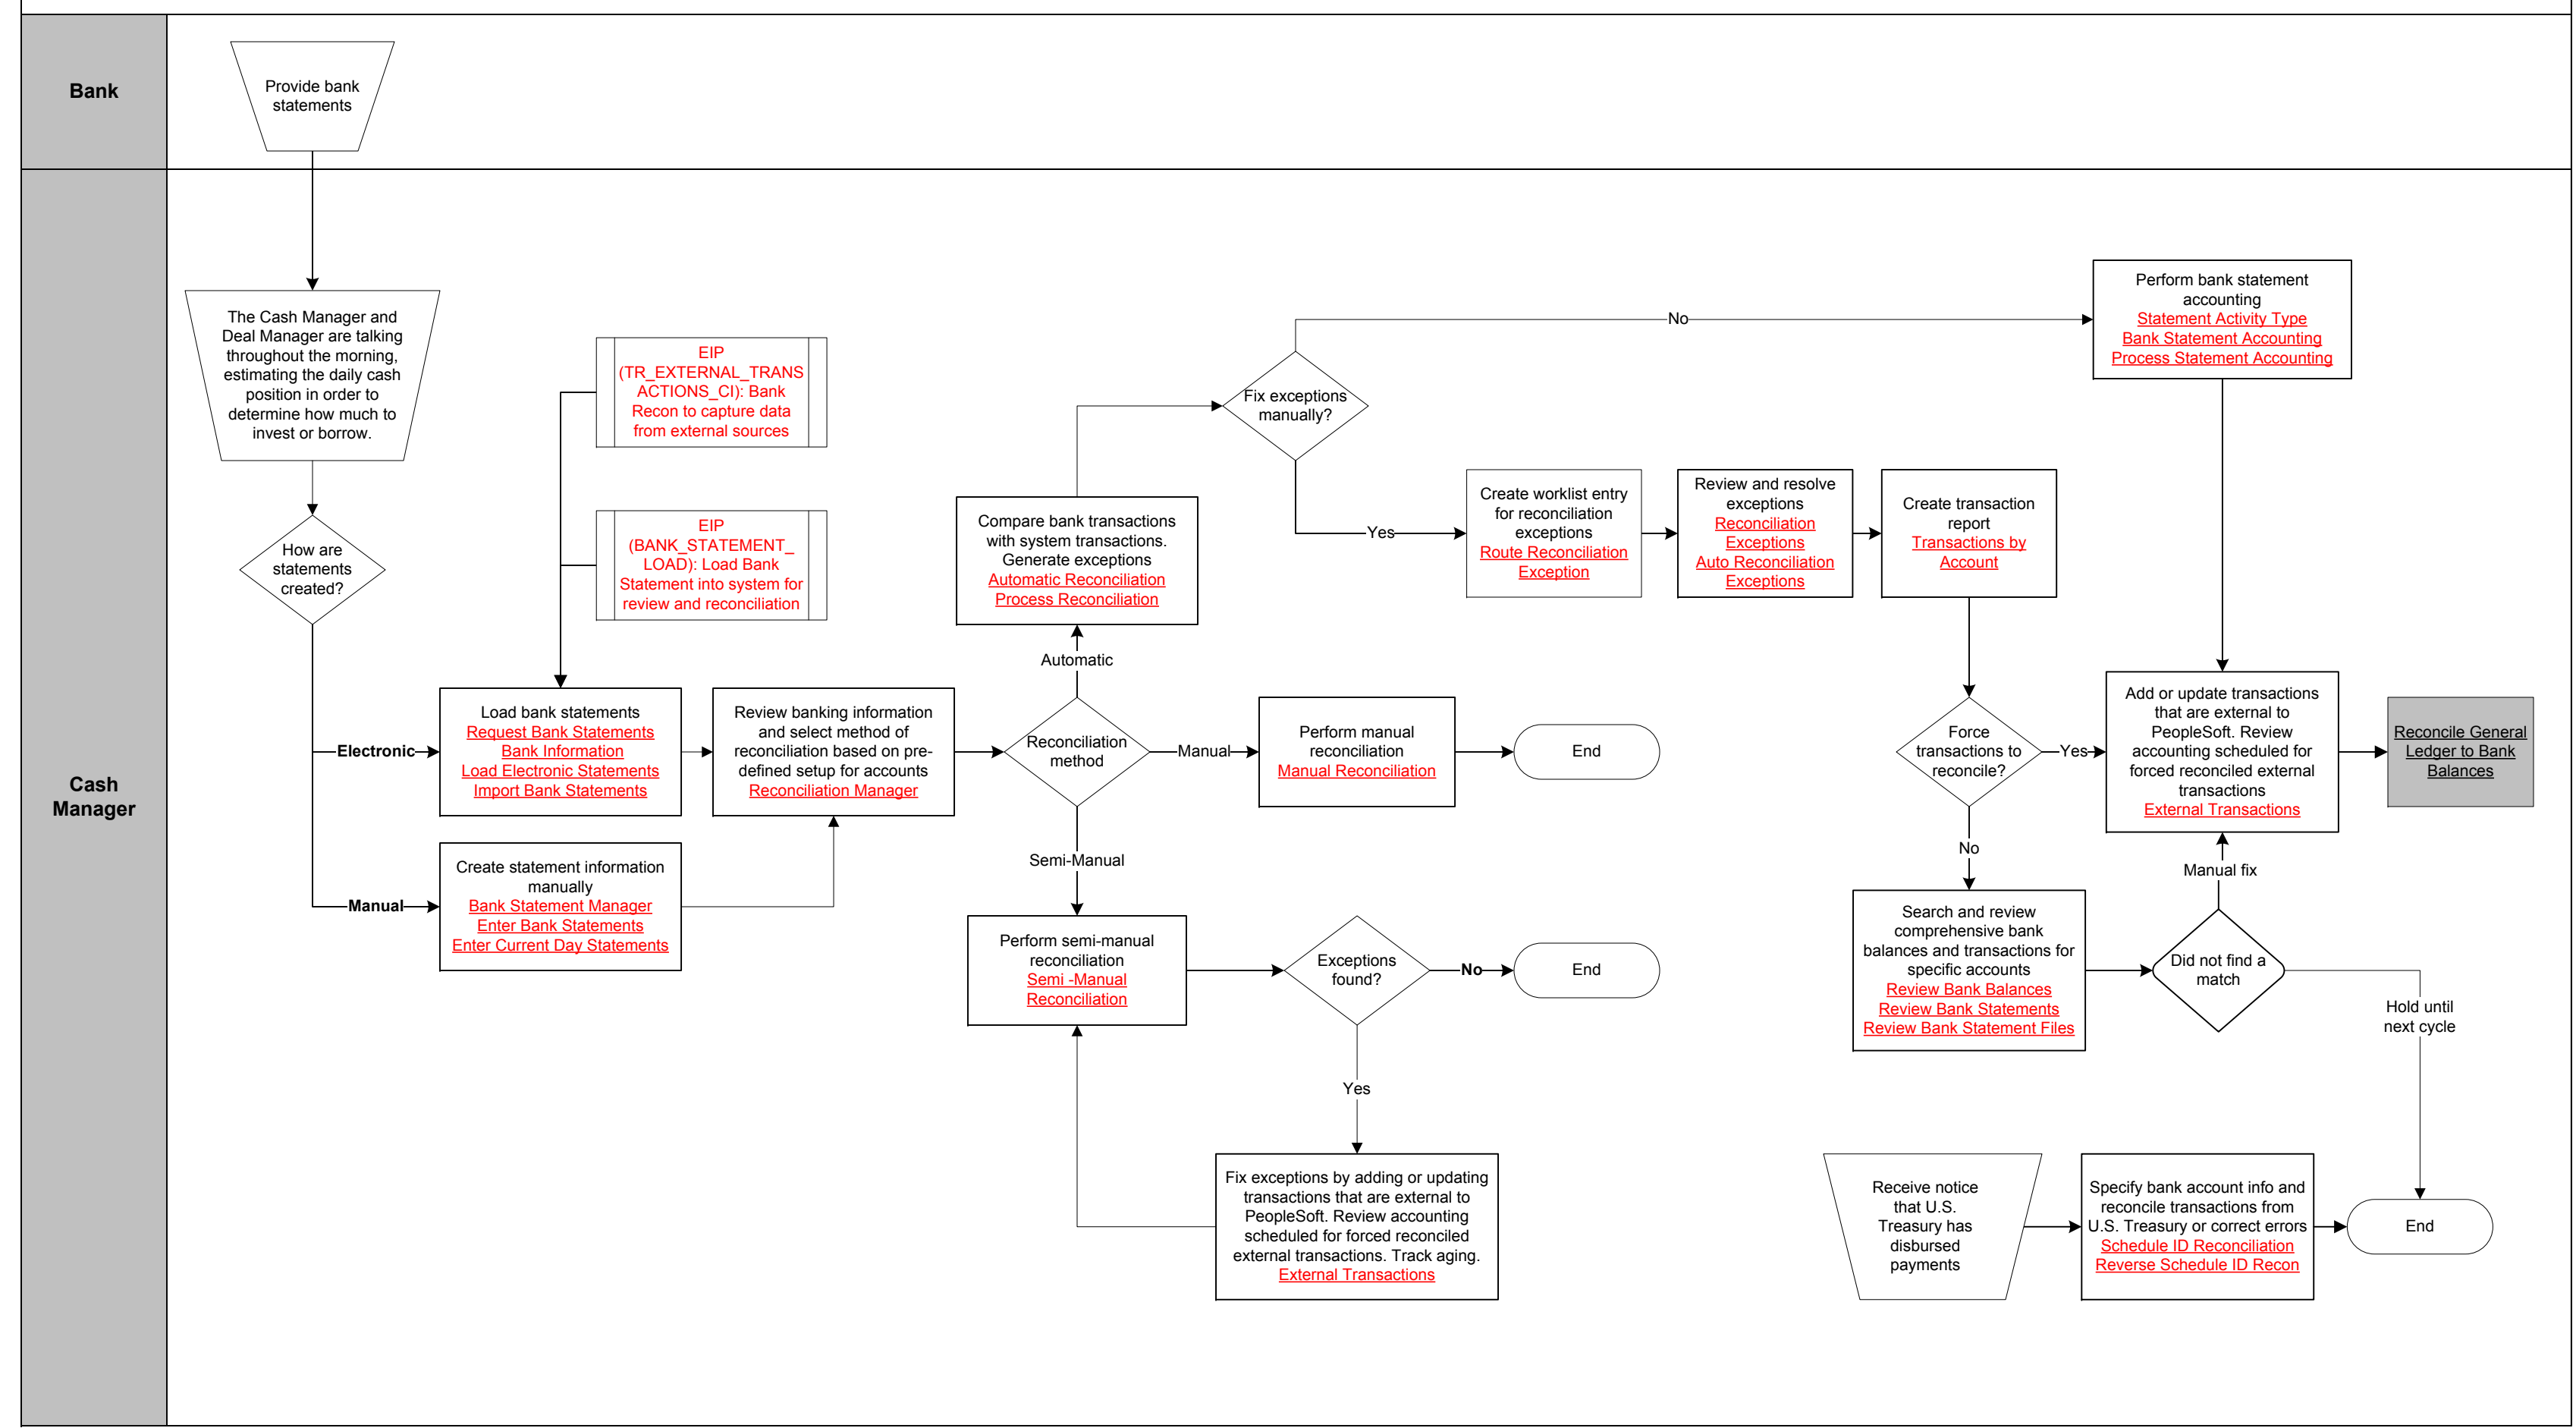 Bank
Provide bank
statements
Cash
Manager
The Cash Manager and
Deal Manager are talking
throughout the morning,
estimating the daily cash
position in order to
determine how much to
invest or borrow.
How are
statements
created?
Electronic
Manual
EIP
(TR_EXTERNAL_TRANS
ACTIONS_CI): Bank
Recon to capture data
from external sources
EIP
(BANK_STATEMENT_
LOAD): Load Bank
Statement into system for
review and reconciliation
Load bank statements
Request Bank Statements
Bank Information
Load Electronic Statements
Import Bank Statements
Create statement information
manually
Bank Statement Manager
Enter Bank Statements
Enter Current Day Statements
Review banking information
and select method of
reconciliation based on pre-
defined setup for accounts
Reconciliation Manager
Reconciliation
method
Automatic
Manual
Semi-Manual
Compare bank transactions
with system transactions.
Generate exceptions
Automatic Reconciliation
Process Reconciliation
Fix exceptions
manually?
No
Yes
Create worklist entry
for reconciliation
exceptions
Route Reconciliation
Exception
Review and resolve
exceptions
Reconciliation
Exceptions
Auto Reconciliation
Exceptions
Create transaction
report
Transactions by
Account
Perform bank statement
accounting
Statement Activity Type
Bank Statement Accounting
Process Statement Accounting
Perform manual
reconciliation
Manual Reconciliation
End
Force
transactions to
reconcile?
Yes
No
Add or update transactions
that are external to
PeopleSoft. Review
accounting scheduled for
forced reconciled external
transactions
External Transactions
Reconcile General
Ledger to Bank
Balances
Perform semi-manual
reconciliation
Semi -Manual
Reconciliation
Exceptions
found?
No
End
Yes
Fix exceptions by adding or updating
transactions that are external to
PeopleSoft. Review accounting
scheduled for forced reconciled
external transactions. Track aging.
External Transactions
Search and review
comprehensive bank
balances and transactions for
specific accounts
Review Bank Balances
Review Bank Statements
Review Bank Statement Files
Did not find a
match
Manual fix
Hold until
next cycle
Receive notice
that U.S.
Treasury has
disbursed
payments
Specify bank account info and
reconcile transactions from
U.S. Treasury or correct errors
Schedule ID Reconciliation
Reverse Schedule ID Recon
End